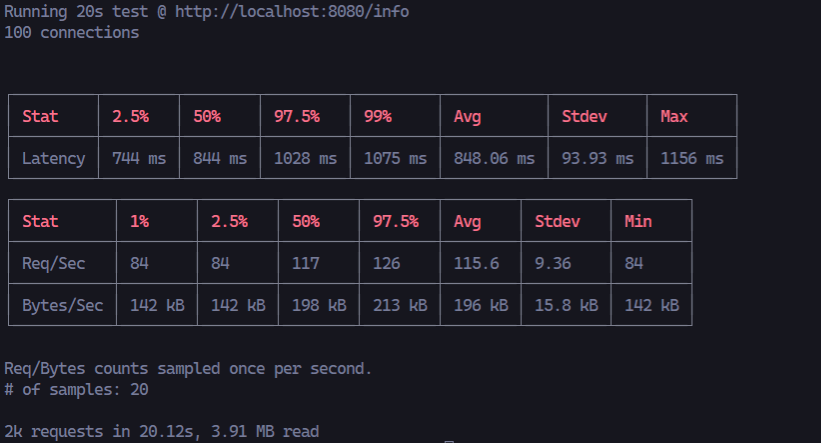 Running 20s test @ http://localhost:8080/info
100 connections
Stat 2.5% 50% 97.5% 99% Avg Stdev Max
Latency 744 ms 844 ms 1028 ms 1075 ms 848.06 ms 93.93 ms 1156 ms
Stat 1% 2.5% 50% 97.5% Avg Stdev Min
Req/Sec 84 84 117 126 115.6 9.36 84
Bytes/Sec 142 kB 142 kB 198 kB 213 kB 196 kB 15.8 kB 142 kB
Req/Bytes counts sampled once per second.
# of samples: 20
2k requests in 20.12s, 3.91 MB read